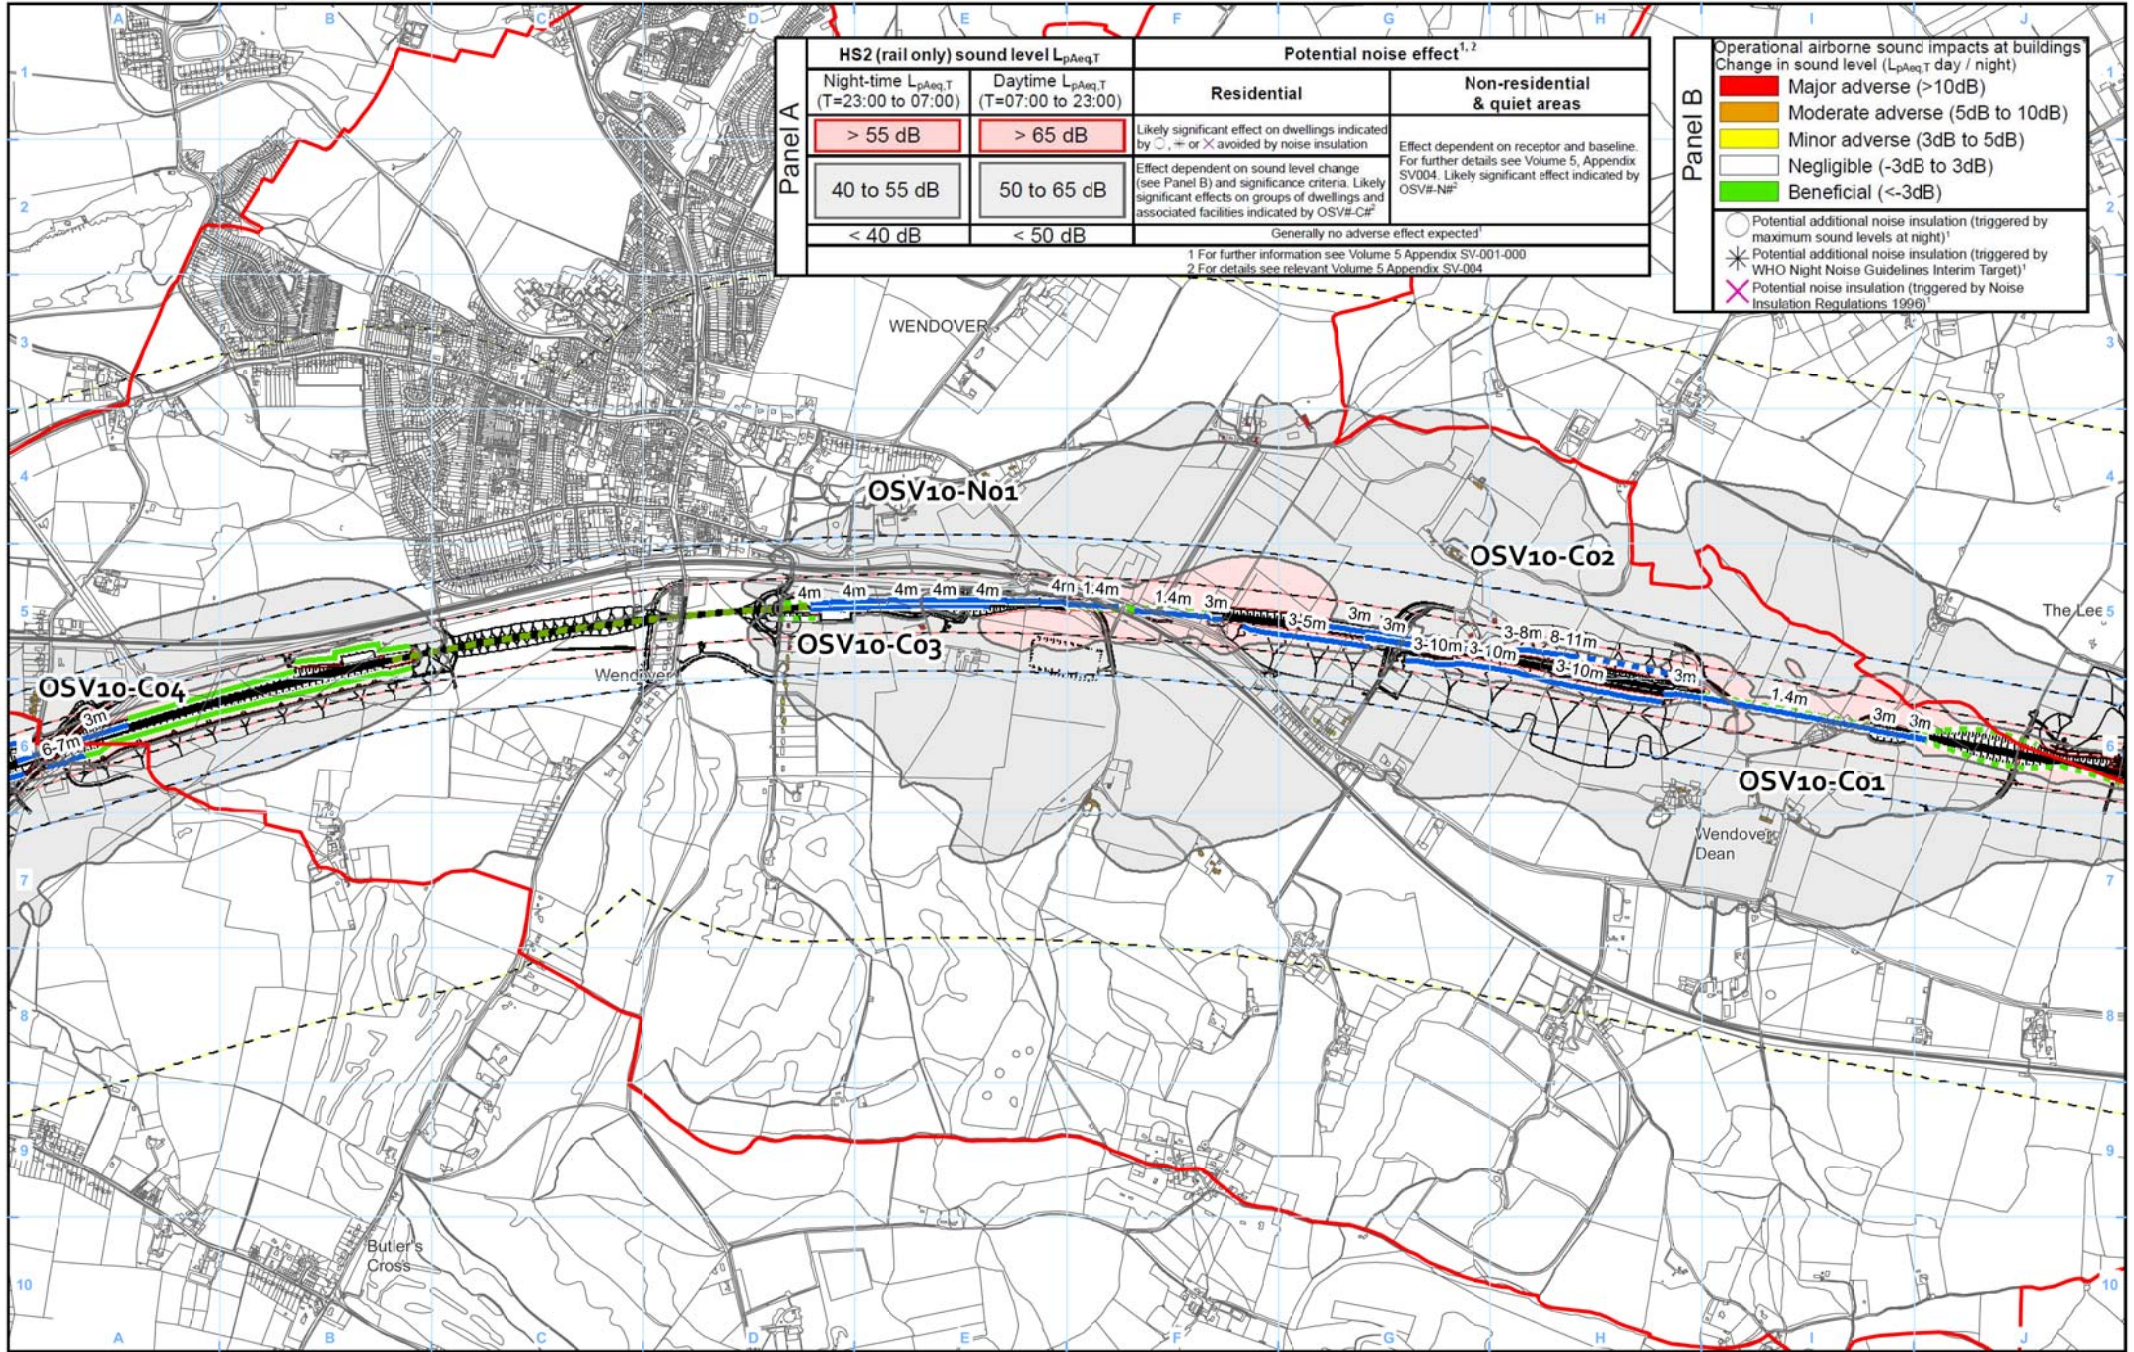 A B C D E F G H I J
1 1
2 2
3 3
4 4
5 5
6 6
7 7
8 8
9 9
10 10
A B C D E F G H I J
Panel A
HS2 (rail only) sound level LpAeq,T
Potential noise effect1, 2
Night-time LpAeq,T
(T=23:00 to 07:00)
Daytime LpAeq,T
(T=07:00 to 23:00)
Residential
Non-residential
& quiet areas
> 55 dB
> 65 dB
Likely significant effect on dwellings indicated
by ○, ✳ or ✕ avoided by noise insulation
Effect dependent on receptor and baseline.
For further details see Volume 5, Appendix
SV004. Likely significant effect indicated by
OSV#-N#2
40 to 55 dB
50 to 65 dB
Effect dependent on sound level change
(see Panel B) and significance criteria. Likely
significant effects on groups of dwellings and
associated facilities indicated by OSV#-C#2
< 40 dB
< 50 dB
Generally no adverse effect expected1
1 For further information see Volume 5 Appendix SV-001-000
2 For details see relevant Volume 5 Appendix SV-004
Panel B
Operational airborne sound impacts at buildings
Change in sound level (LpAeq,T day / night)
Major adverse (>10dB)
Moderate adverse (5dB to 10dB)
Minor adverse (3dB to 5dB)
Negligible (-3dB to 3dB)
Beneficial (<-3dB)
Potential additional noise insulation (triggered by
maximum sound levels at night)1
Potential additional noise insulation (triggered by
WHO Night Noise Guidelines Interim Target)1
Potential noise insulation (triggered by Noise
Insulation Regulations 1996)1
WENDOVER
OSV10-N01
OSV10-C02
4m 4m 4m 4m 4m 4m 1.4m 1.4m 3m 3-5m 3m 3m 3-10m 3-10m 3-8m 8-11m 3-10m 3m 1.4m 3m 3m
The Lee
OSV10-C03
Wendover
OSV10-C04
3m
6-7m
OSV10-C01
Wendover
Dean
Butler's
Cross